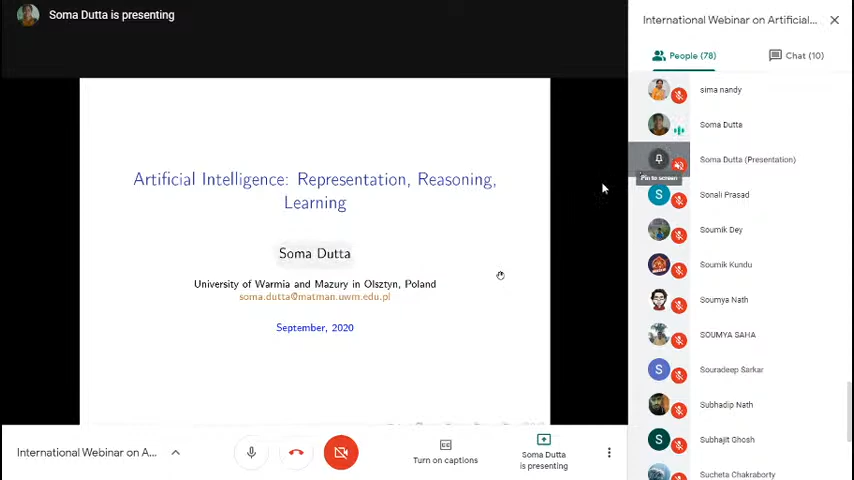 Soma Dutta is presenting
International Webinar on Artificial...
People (78)
Chat (10)
sima nandy
Soma Dutta
Soma Dutta (Presentation)
Pin to screen
S
Sonali Prasad
Soumik Dey
Soumik Kundu
Soumya Nath
SOUMYA SAHA
S
Souradeep Sarkar
Subhadip Nath
S
Subhajit Ghosh
Sucheta Chakraborty
Artificial Intelligence: Representation, Reasoning,
Learning
Soma Dutta
University of Warmia and Mazury in Olsztyn, Poland
soma.dutta@matman.uwm.edu.pl
September, 2020
International Webinar on A...
CC
Turn on captions
Soma Dutta
is presenting